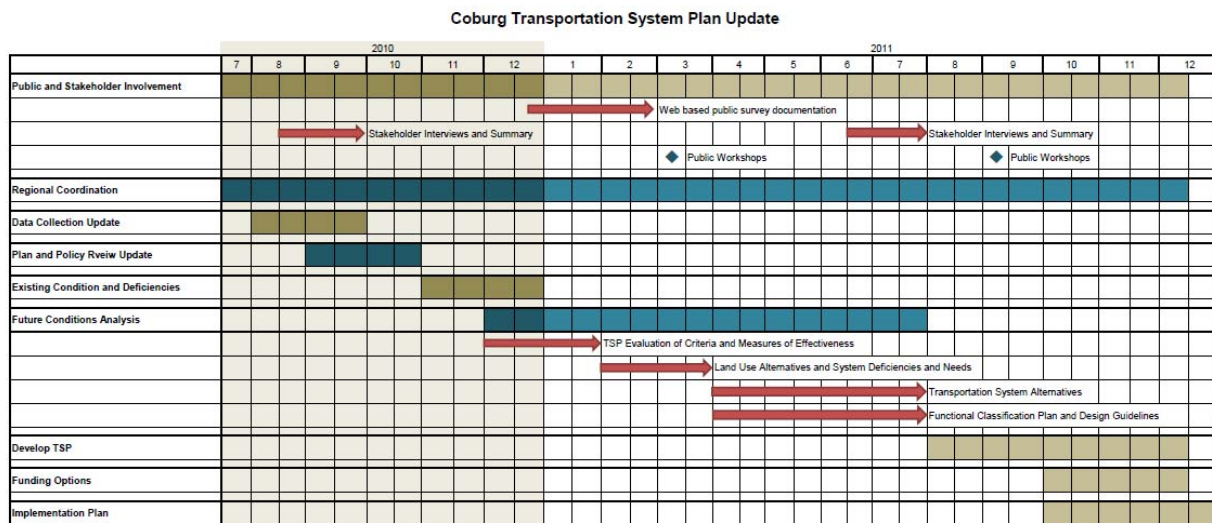 Coburg Transportation System Plan Update
2010 2011
7 8 9 10 11 12 1 2 3 4 5 6 7 8 9 10 11 12
Public and Stakeholder Involvement
Web based public survey documentation
Stakeholder Interviews and Summary Stakeholder Interviews and Summary
Public Workshops Public Workshops
Regional Coordination
Data Collection Update
Plan and Policy Rveiw Update
Existing Condition and Deficiencies
Future Conditions Analysis
TSP Evaluation of Criteria and Measures of Effectiveness
Land Use Alternatives and System Deficiencies and Needs
Transportation System Alternatives
Functional Classification Plan and Design Guidelines
Develop TSP
Funding Options
Implementation Plan